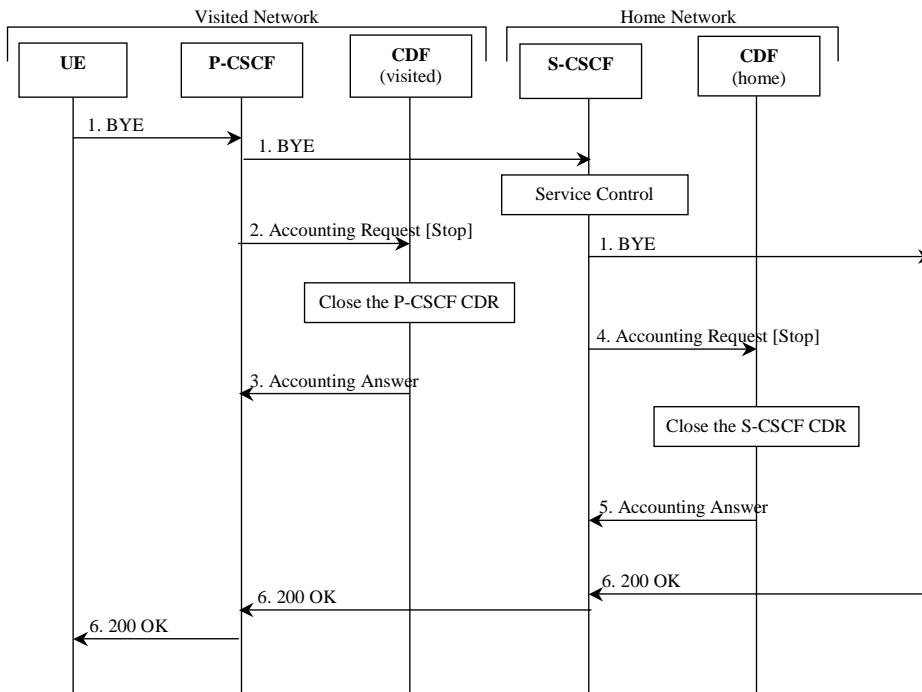 Visited Network
Home Network
UE
P-CSCF
CDF
(visited)
S-CSCF
CDF
(home)
1. BYE
1. BYE
Service Control
2. Accounting Request [Stop]
1. BYE
Close the P-CSCF CDR
4. Accounting Request [Stop]
3. Accounting Answer
Close the S-CSCF CDR
5. Accounting Answer
6. 200 OK
6. 200 OK
6. 200 OK